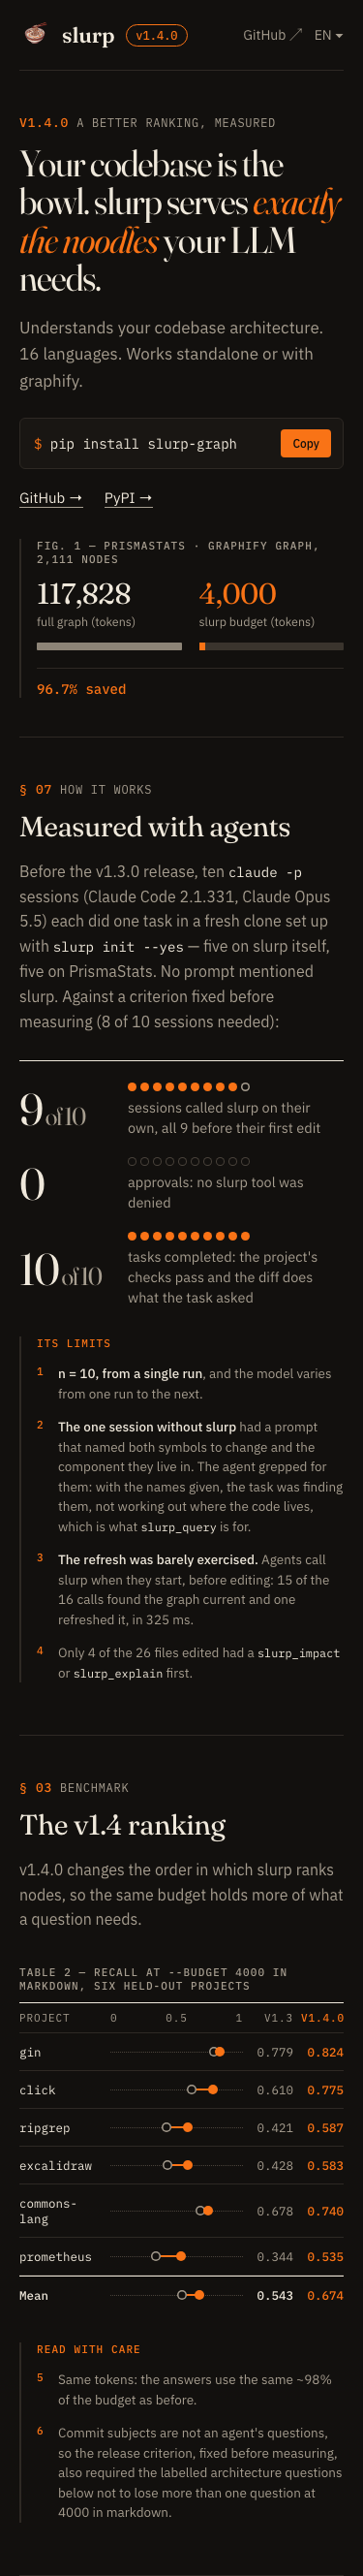 slurp v1.4.0 GitHub ↗ EN ▾
V1.4.0 A BETTER RANKING, MEASURED
Your codebase is the
bowl. slurp serves exactly
the noodles your LLM
needs.
Understands your codebase architecture.
16 languages. Works standalone or with
graphify.
$ pip install slurp-graph Copy
GitHub → PyPI →
FIG. 1 — PRISMASTATS · GRAPHIFY GRAPH,
2,111 NODES
117,828 4,000
full graph (tokens) slurp budget (tokens)
96.7% saved
§ 07 HOW IT WORKS
Measured with agents
Before the v1.3.0 release, ten claude -p
sessions (Claude Code 2.1.331, Claude Opus
5.5) each did one task in a fresh clone set up
with slurp init --yes — five on slurp itself,
five on PrismaStats. No prompt mentioned
slurp. Against a criterion fixed before
measuring (8 of 10 sessions needed):
9 of 10
sessions called slurp on their
own, all 9 before their first edit
0
approvals: no slurp tool was
denied
10 of 10
tasks completed: the project's
checks pass and the diff does
what the task asked
ITS LIMITS
1 n = 10, from a single run, and the model varies
from one run to the next.
2 The one session without slurp had a prompt
that named both symbols to change and the
component they live in. The agent grepped for
them: with the names given, the task was finding
them, not working out where the code lives,
which is what slurp_query is for.
3 The refresh was barely exercised. Agents call
slurp when they start, before editing: 15 of the
16 calls found the graph current and one
refreshed it, in 325 ms.
4 Only 4 of the 26 files edited had a slurp_impact
or slurp_explain first.
§ 03 BENCHMARK
The v1.4 ranking
v1.4.0 changes the order in which slurp ranks
nodes, so the same budget holds more of what
a question needs.
TABLE 2 — RECALL AT --BUDGET 4000 IN
MARKDOWN, SIX HELD-OUT PROJECTS
PROJECT 0 0.5 1 V1.3 V1.4.0
gin 0.779 0.824
click 0.610 0.775
ripgrep 0.421 0.587
excalidraw 0.428 0.583
commons-
lang 0.678 0.740
prometheus 0.344 0.535
Mean 0.543 0.674
READ WITH CARE
5 Same tokens: the answers use the same ~98%
of the budget as before.
6 Commit subjects are not an agent's questions,
so the release criterion, fixed before measuring,
also required the labelled architecture questions
below not to lose more than one question at
4000 in markdown.